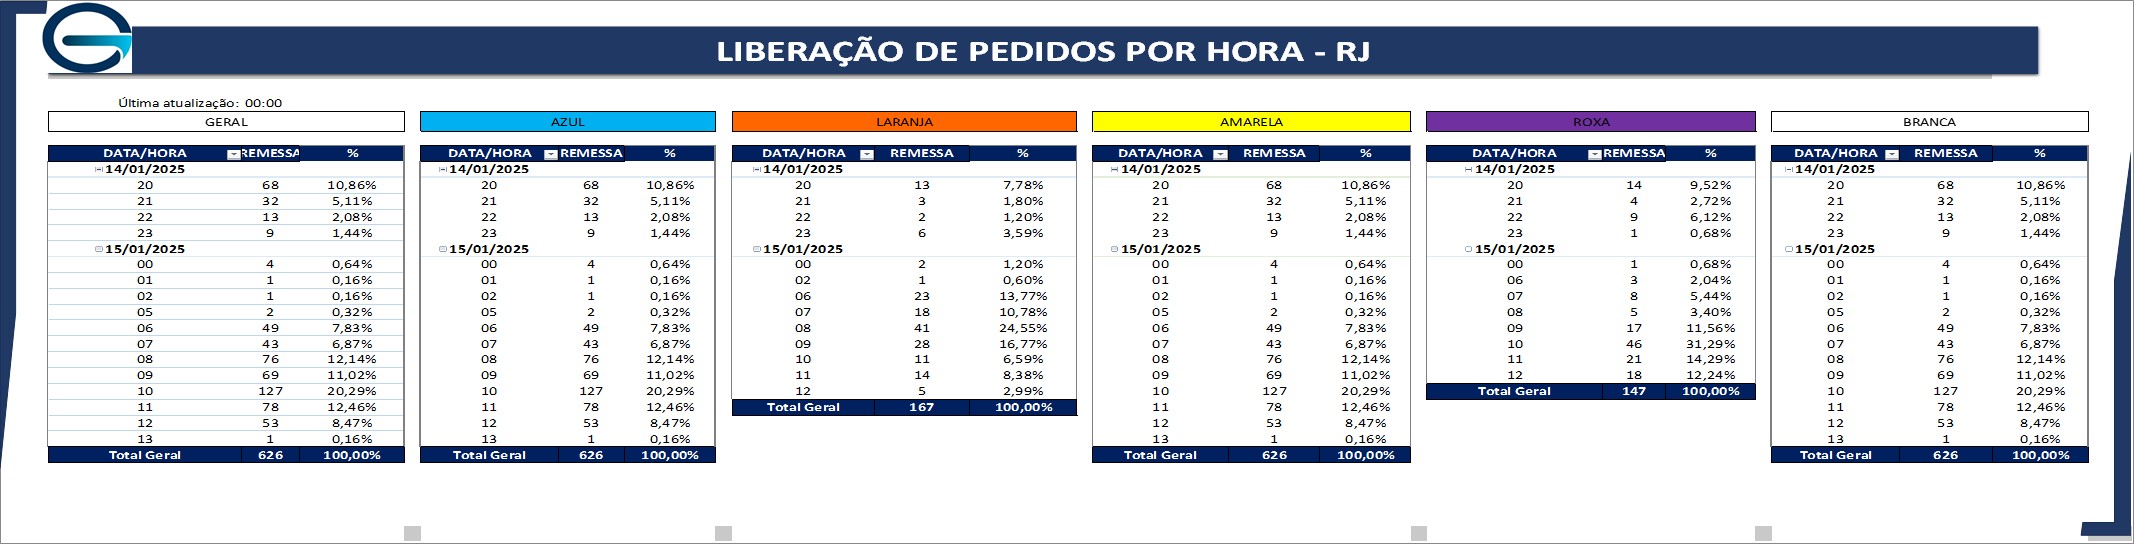 LIBERAÇÃO DE PEDIDOS POR HORA - RJ
Última atualização: 00:00
GERAL AZUL LARANJA AMARELA ROXA BRANCA
DATA/HORA REMESSA % DATA/HORA REMESSA % DATA/HORA REMESSA % DATA/HORA REMESSA % DATA/HORA REMESSA % DATA/HORA REMESSA %
14/01/2025 14/01/2025 14/01/2025 14/01/2025 14/01/2025 14/01/2025
20 68 10,86% 20 68 10,86% 20 13 7,78% 20 68 10,86% 20 14 9,52% 20 68 10,86%
21 32 5,11% 21 32 5,11% 21 3 1,80% 21 32 5,11% 21 4 2,72% 21 32 5,11%
22 13 2,08% 22 13 2,08% 22 2 1,20% 22 13 2,08% 22 9 6,12% 22 13 2,08%
23 9 1,44% 23 9 1,44% 23 6 3,59% 23 9 1,44% 23 1 0,68% 23 9 1,44%
15/01/2025 15/01/2025 15/01/2025 15/01/2025 15/01/2025 15/01/2025
00 4 0,64% 00 4 0,64% 00 2 1,20% 00 4 0,64% 00 1 0,68% 00 4 0,64%
01 1 0,16% 01 1 0,16% 02 1 0,60% 01 1 0,16% 06 3 2,04% 01 1 0,16%
02 1 0,16% 02 1 0,16% 06 23 13,77% 02 1 0,16% 07 8 5,44% 02 1 0,16%
05 2 0,32% 05 2 0,32% 07 18 10,78% 05 2 0,32% 08 5 3,40% 05 2 0,32%
06 49 7,83% 06 49 7,83% 08 41 24,55% 06 49 7,83% 09 17 11,56% 06 49 7,83%
07 43 6,87% 07 43 6,87% 09 28 16,77% 07 43 6,87% 10 46 31,29% 07 43 6,87%
08 76 12,14% 08 76 12,14% 10 11 6,59% 08 76 12,14% 11 21 14,29% 08 76 12,14%
09 69 11,02% 09 69 11,02% 11 14 8,38% 09 69 11,02% 12 18 12,24% 09 69 11,02%
10 127 20,29% 10 127 20,29% 12 5 2,99% 10 127 20,29% Total Geral 147 100,00% 10 127 20,29%
11 78 12,46% 11 78 12,46% Total Geral 167 100,00% 11 78 12,46% 11 78 12,46%
12 53 8,47% 12 53 8,47% 12 53 8,47% 12 53 8,47%
13 1 0,16% 13 1 0,16% 13 1 0,16% 13 1 0,16%
Total Geral 626 100,00% Total Geral 626 100,00% Total Geral 626 100,00% Total Geral 626 100,00%